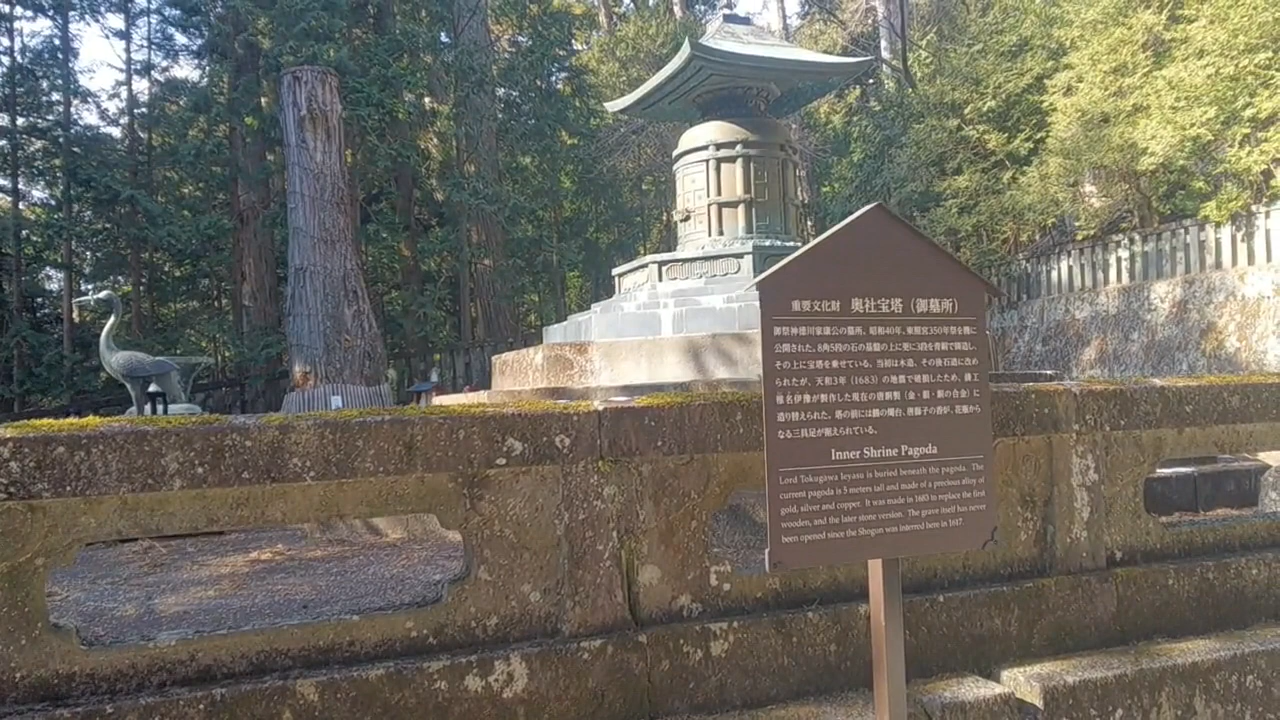 重要文化財 奥社宝塔（御墓所）
御祭神徳川家康公の墓所。昭和40年、東照宮350年祭を機に
公開された。8角5段の石の基盤の上に更に3段を青銅で鋳造し、
その上に宝塔を乗せている。当初は木造、その後石造に改め
られたが、天和3年（1683）の地震で破損したため、鋳工
椎名伊豫が製作した現在の唐銅製（金・銀・銅の合金）に
造り替えられた。塔の前には鶴の燭台、唐獅子の香炉、花瓶から
なる三具足が据えられている。
Inner Shrine Pagoda
Lord Tokugawa Ieyasu is buried beneath the pagoda. The
current pagoda is 5 meters tall and made of a precious alloy of
gold, silver and copper. It was made in 1683 to replace the first
wooden, and the later stone version. The grave itself has never
been opened since the Shogun was interred here in 1617.